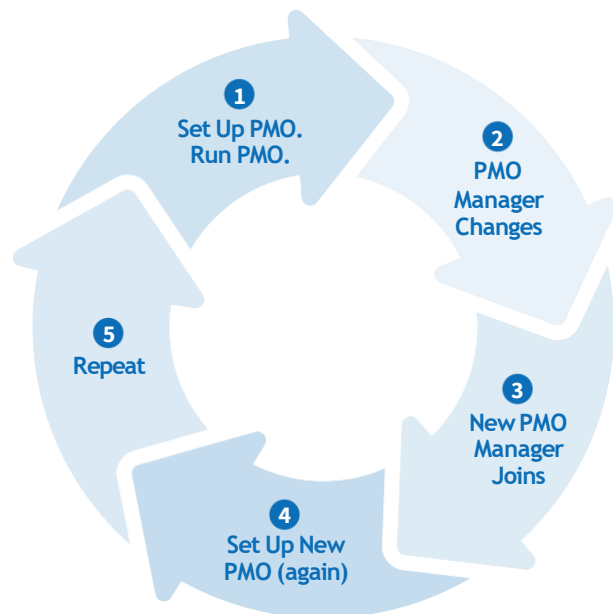 1
Set Up PMO.
Run PMO.
2
PMO
Manager
Changes
3
New PMO
Manager
Joins
4
Set Up New
PMO (again)
5
Repeat